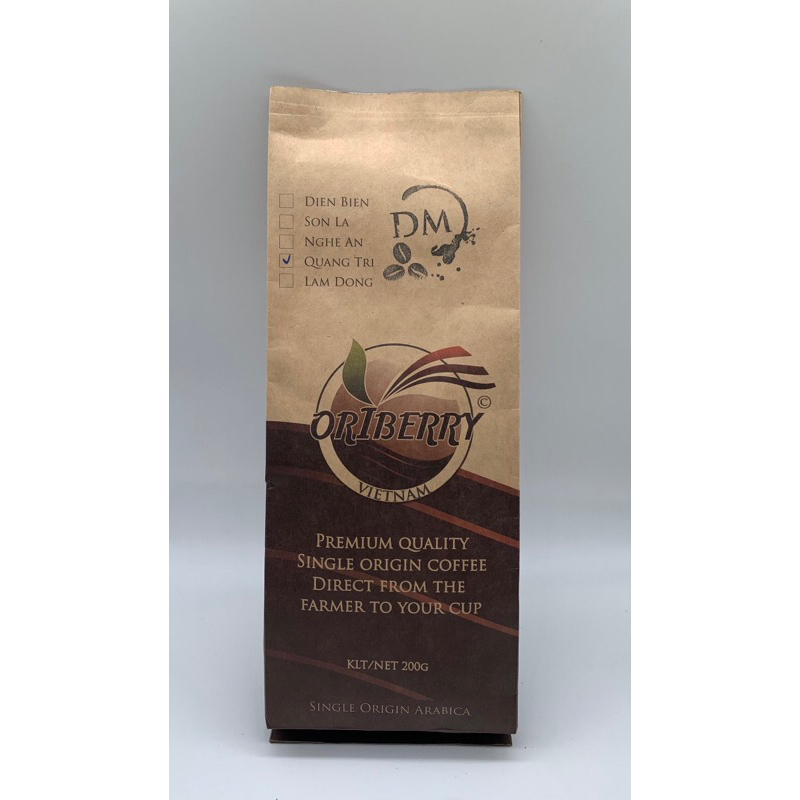 DIEN BIEN
SON LA
NGHE AN
QUANG TRI
LAM DONG
DM
ORIBERRY
©
VIETNAM
PREMIUM QUALITY
SINGLE ORIGIN COFFEE
DIRECT FROM THE
FARMER TO YOUR CUP
KLT/NET 200G
SINGLE ORIGIN ARABICA